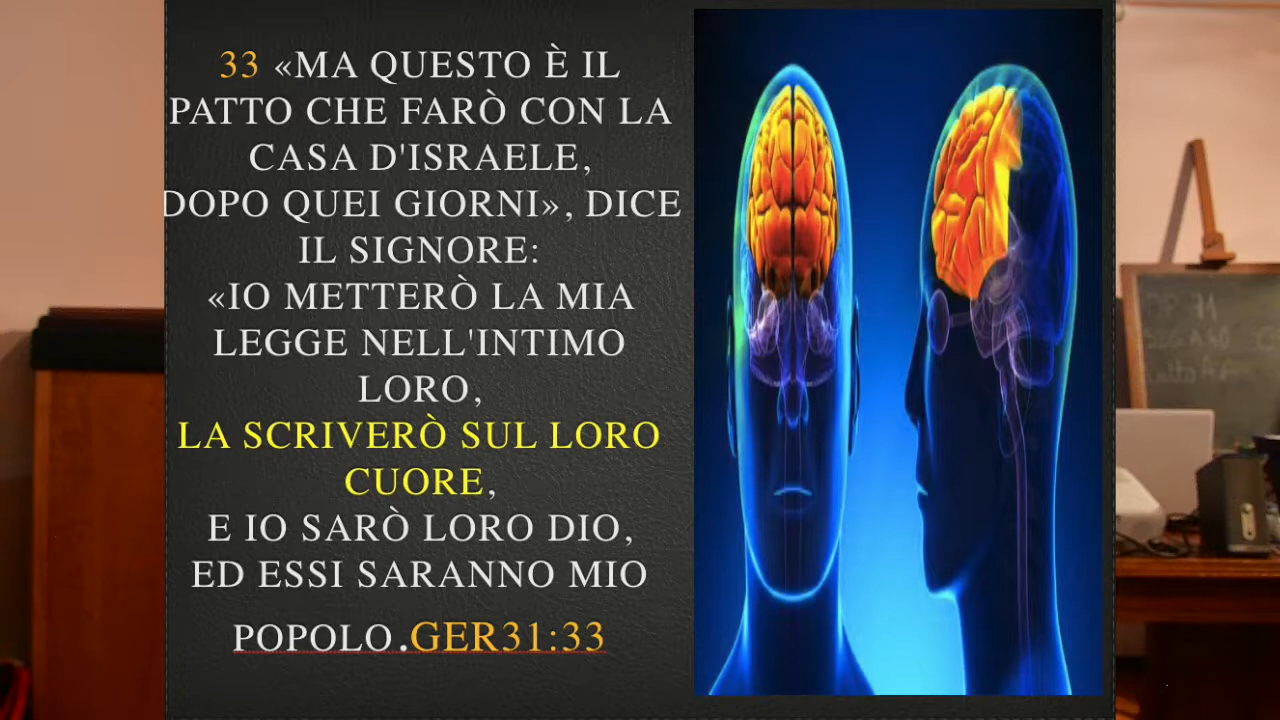 33 «MA QUESTO È IL
PATTO CHE FARÒ CON LA
CASA D'ISRAELE,
DOPO QUEI GIORNI», DICE
IL SIGNORE:
«IO METTERÒ LA MIA
LEGGE NELL'INTIMO
LORO,
LA SCRIVERÒ SUL LORO
CUORE,
E IO SARÒ LORO DIO,
ED ESSI SARANNO MIO
POPOLO.GER31:33